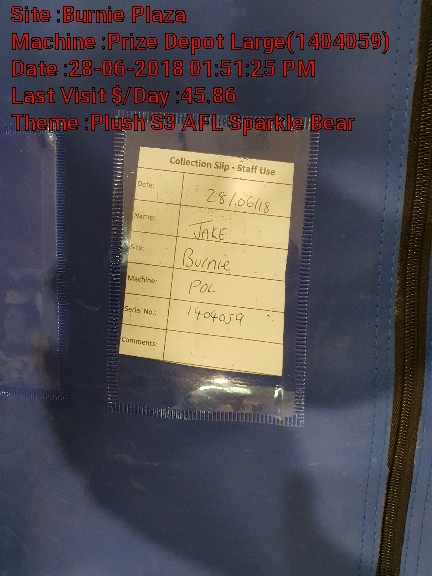 Site :Burnie Plaza
Machine :Prize Depot Large(1404059)
Date :28-06-2018 01:51:25 PM
Last Visit $/Day :45.86
Theme :Plush S3 AFL Sparkle Bear
Collection Slip - Staff Use
Date: 28/06/18
Name: JAKE
Site: Burnie
Machine: PDL
Serial No.: 1404059
Comments: